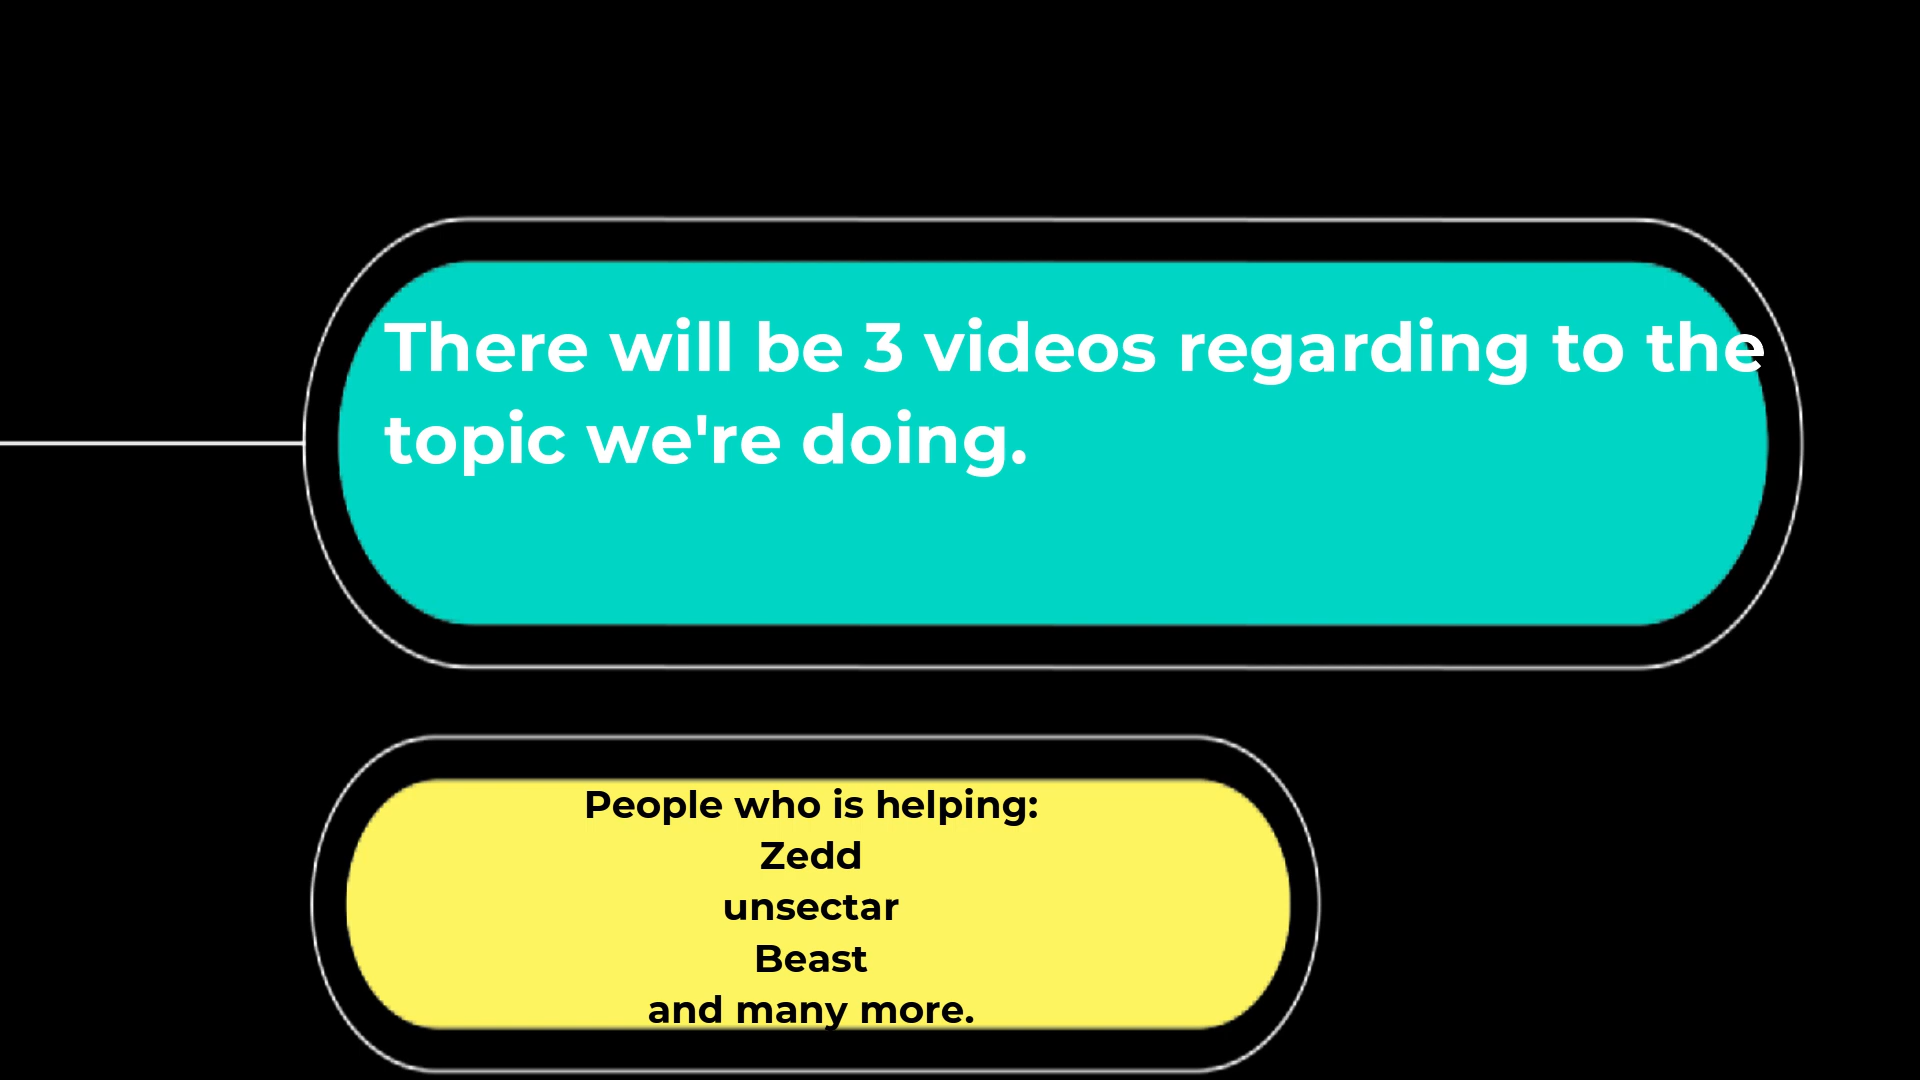 There will be 3 videos regarding to the
topic we're doing.
People who is helping:
Zedd
unsectar
Beast
and many more.